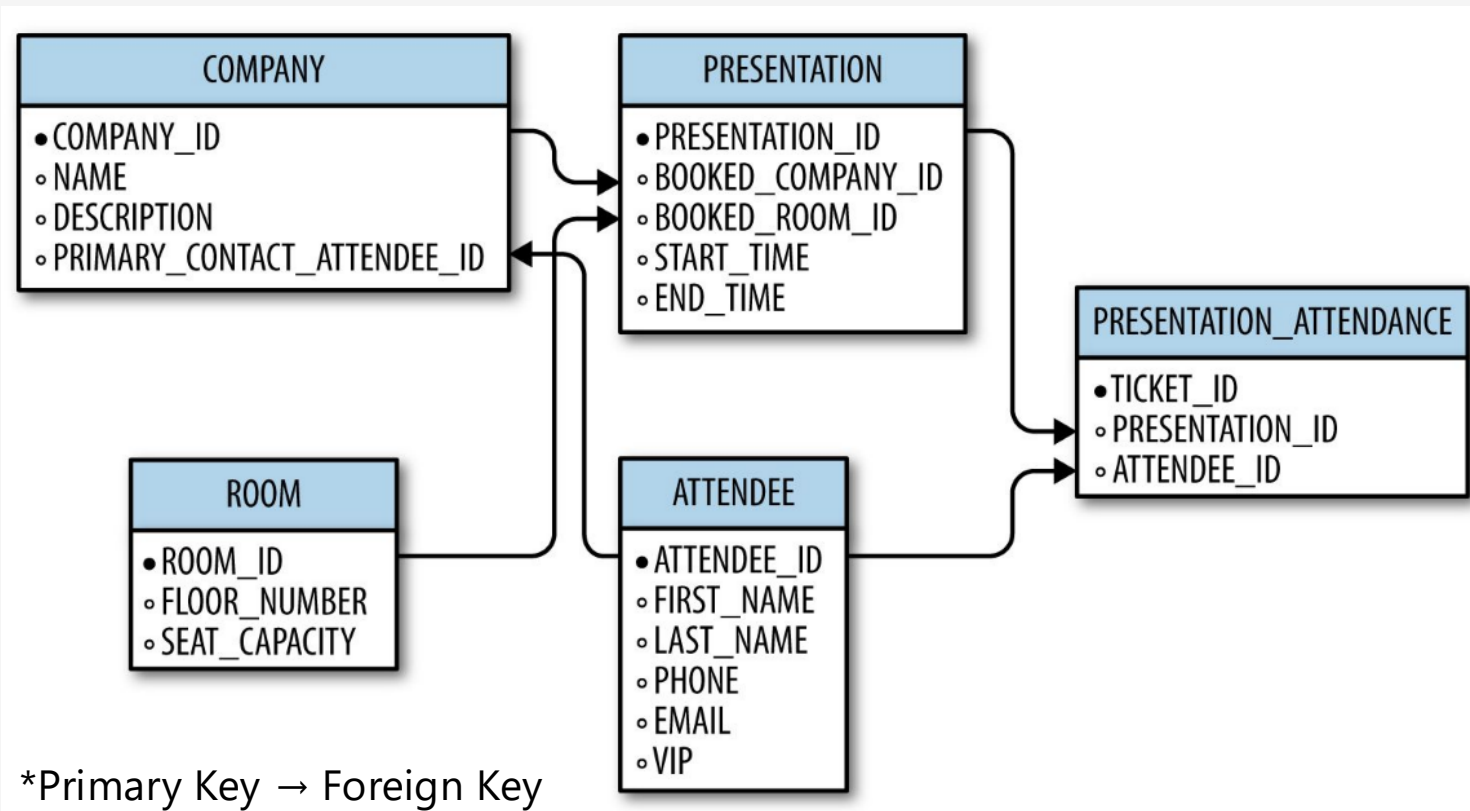 COMPANY
•COMPANY_ID
◦NAME
◦DESCRIPTION
◦PRIMARY_CONTACT_ATTENDEE_ID
PRESENTATION
•PRESENTATION_ID
◦BOOKED_COMPANY_ID
◦BOOKED_ROOM_ID
◦START_TIME
◦END_TIME
PRESENTATION_ATTENDANCE
•TICKET_ID
◦PRESENTATION_ID
◦ATTENDEE_ID
ROOM
•ROOM_ID
◦FLOOR_NUMBER
◦SEAT_CAPACITY
ATTENDEE
•ATTENDEE_ID
◦FIRST_NAME
◦LAST_NAME
◦PHONE
◦EMAIL
◦VIP
*Primary Key → Foreign Key